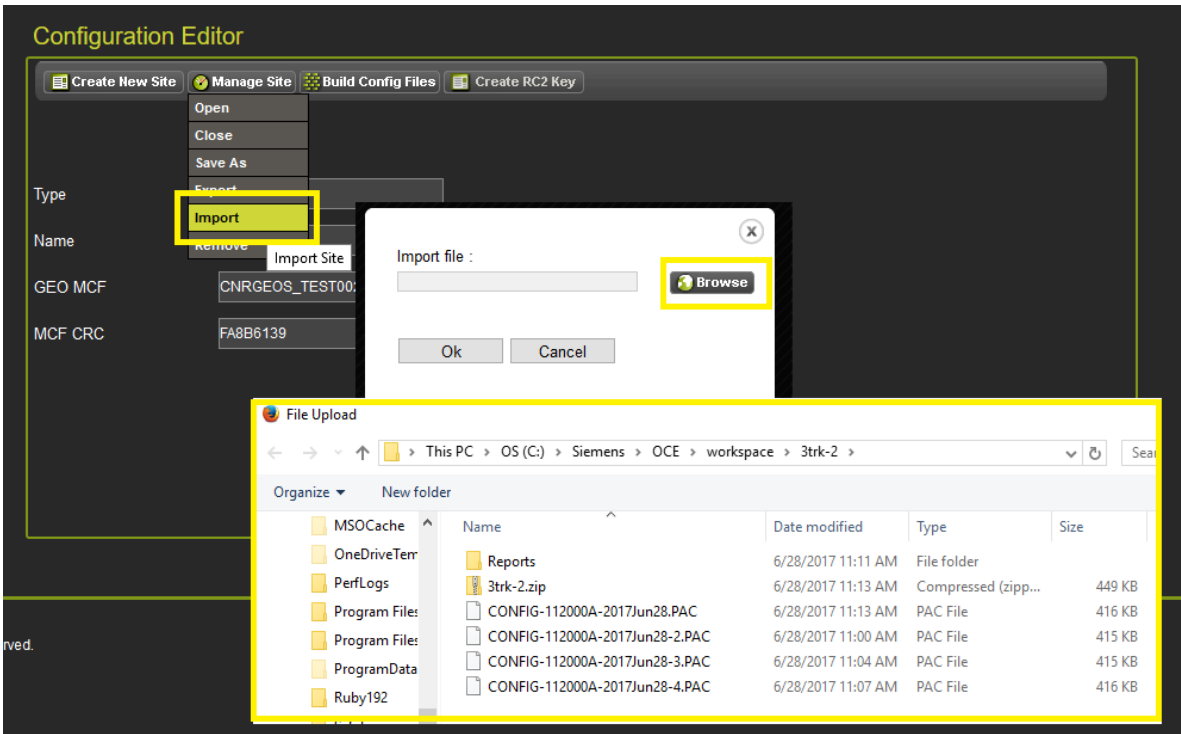 Configuration Editor
Create New Site Manage Site Build Config Files Create RC2 Key
Open
Close
Save As
Export
Import
Remove
Import Site
Type
Name
GEO MCF CNRGEOS_TEST002
MCF CRC FA8B6139
x
Import file :
Browse
Ok Cancel
File Upload
This PC > OS (C:) > Siemens > OCE > workspace > 3trk-2 >
Organize New folder
Name Date modified Type Size
MSOCache
OneDriveTem
PerfLogs
Program Files
Program Files
ProgramData
Ruby192
Reports 6/28/2017 11:11 AM File folder
3trk-2.zip 6/28/2017 11:13 AM Compressed (zipp... 449 KB
CONFIG-112000A-2017Jun28.PAC 6/28/2017 11:13 AM PAC File 416 KB
CONFIG-112000A-2017Jun28-2.PAC 6/28/2017 11:00 AM PAC File 415 KB
CONFIG-112000A-2017Jun28-3.PAC 6/28/2017 11:04 AM PAC File 415 KB
CONFIG-112000A-2017Jun28-4.PAC 6/28/2017 11:07 AM PAC File 416 KB
rved.